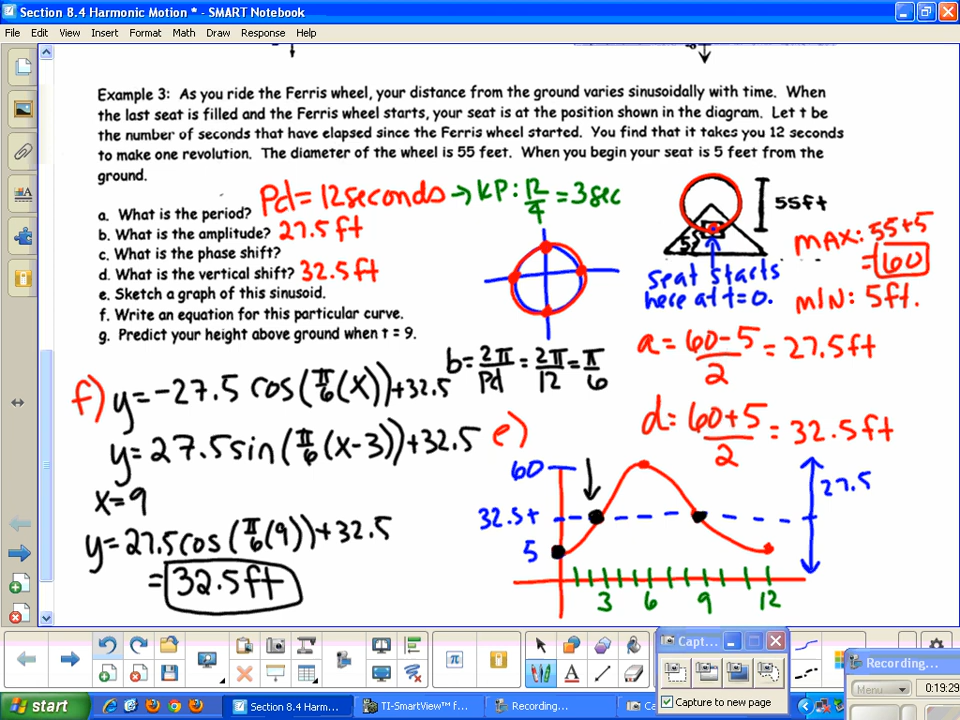 Section 8.4 Harmonic Motion * - SMART Notebook
File Edit View Insert Format Math Draw Response Help
Example 3: As you ride the Ferris wheel, your distance from the ground varies sinusoidally with time. When
the last seat is filled and the Ferris wheel starts, your seat is at the position shown in the diagram. Let t be
the number of seconds that have elapsed since the Ferris wheel started. You find that it takes you 12 seconds
to make one revolution. The diameter of the wheel is 55 feet. When you begin your seat is 5 feet from the
ground.
a. What is the period? Pd = 12 seconds → KP: 12/4 = 3 sec
b. What is the amplitude? 27.5 ft
c. What is the phase shift?
d. What is the vertical shift? 32.5 ft
e. Sketch a graph of this sinusoid.
f. Write an equation for this particular curve.
g. Predict your height above ground when t = 9.
55ft
5
seat starts
here at t=0.
MAX: 55+5
= 60
MIN: 5ft.
a = (60-5)/2 = 27.5ft
b = 2π/Pd = 2π/12 = π/6
d = (60+5)/2 = 32.5ft
f) y = -27.5 cos(π/6(x)) + 32.5
y = 27.5 sin(π/6(x-3)) + 32.5
x = 9
y = 27.5 cos(π/6(9)) + 32.5
= 32.5ft
e)
60
32.5
5
27.5
3 6 9 12
Capt...
Capture to new page
Recording...
Menu
0:19:29
start
Section 8.4 Harm...
TI-SmartView™ f...
Recording...